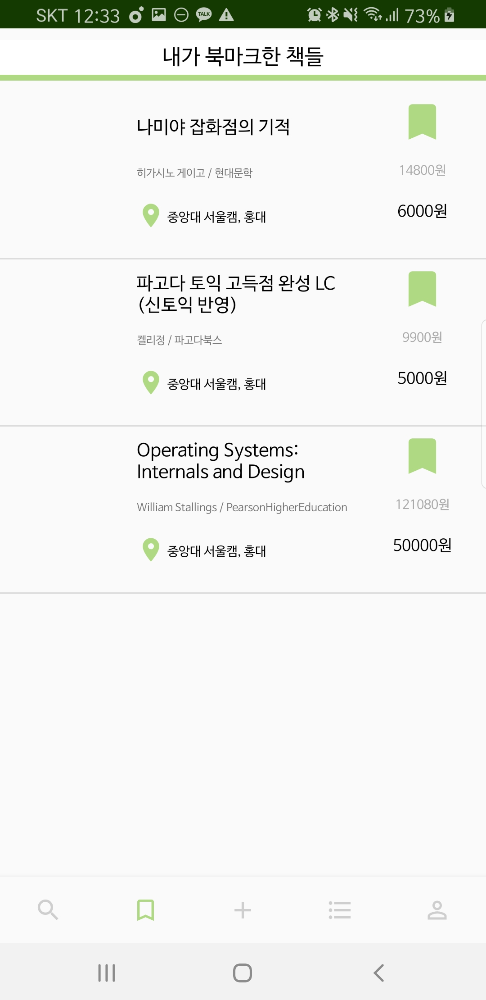 SKT 12:33 TALK 73%
내가 북마크한 책들
나미야 잡화점의 기적
히가시노 게이고 / 현대문학
14800원
중앙대 서울캠, 홍대
6000원
파고다 토익 고득점 완성 LC
(신토익 반영)
켈리정 / 파고다북스
9900원
중앙대 서울캠, 홍대
5000원
Operating Systems:
Internals and Design
William Stallings / PearsonHigherEducation
121080원
중앙대 서울캠, 홍대
50000원